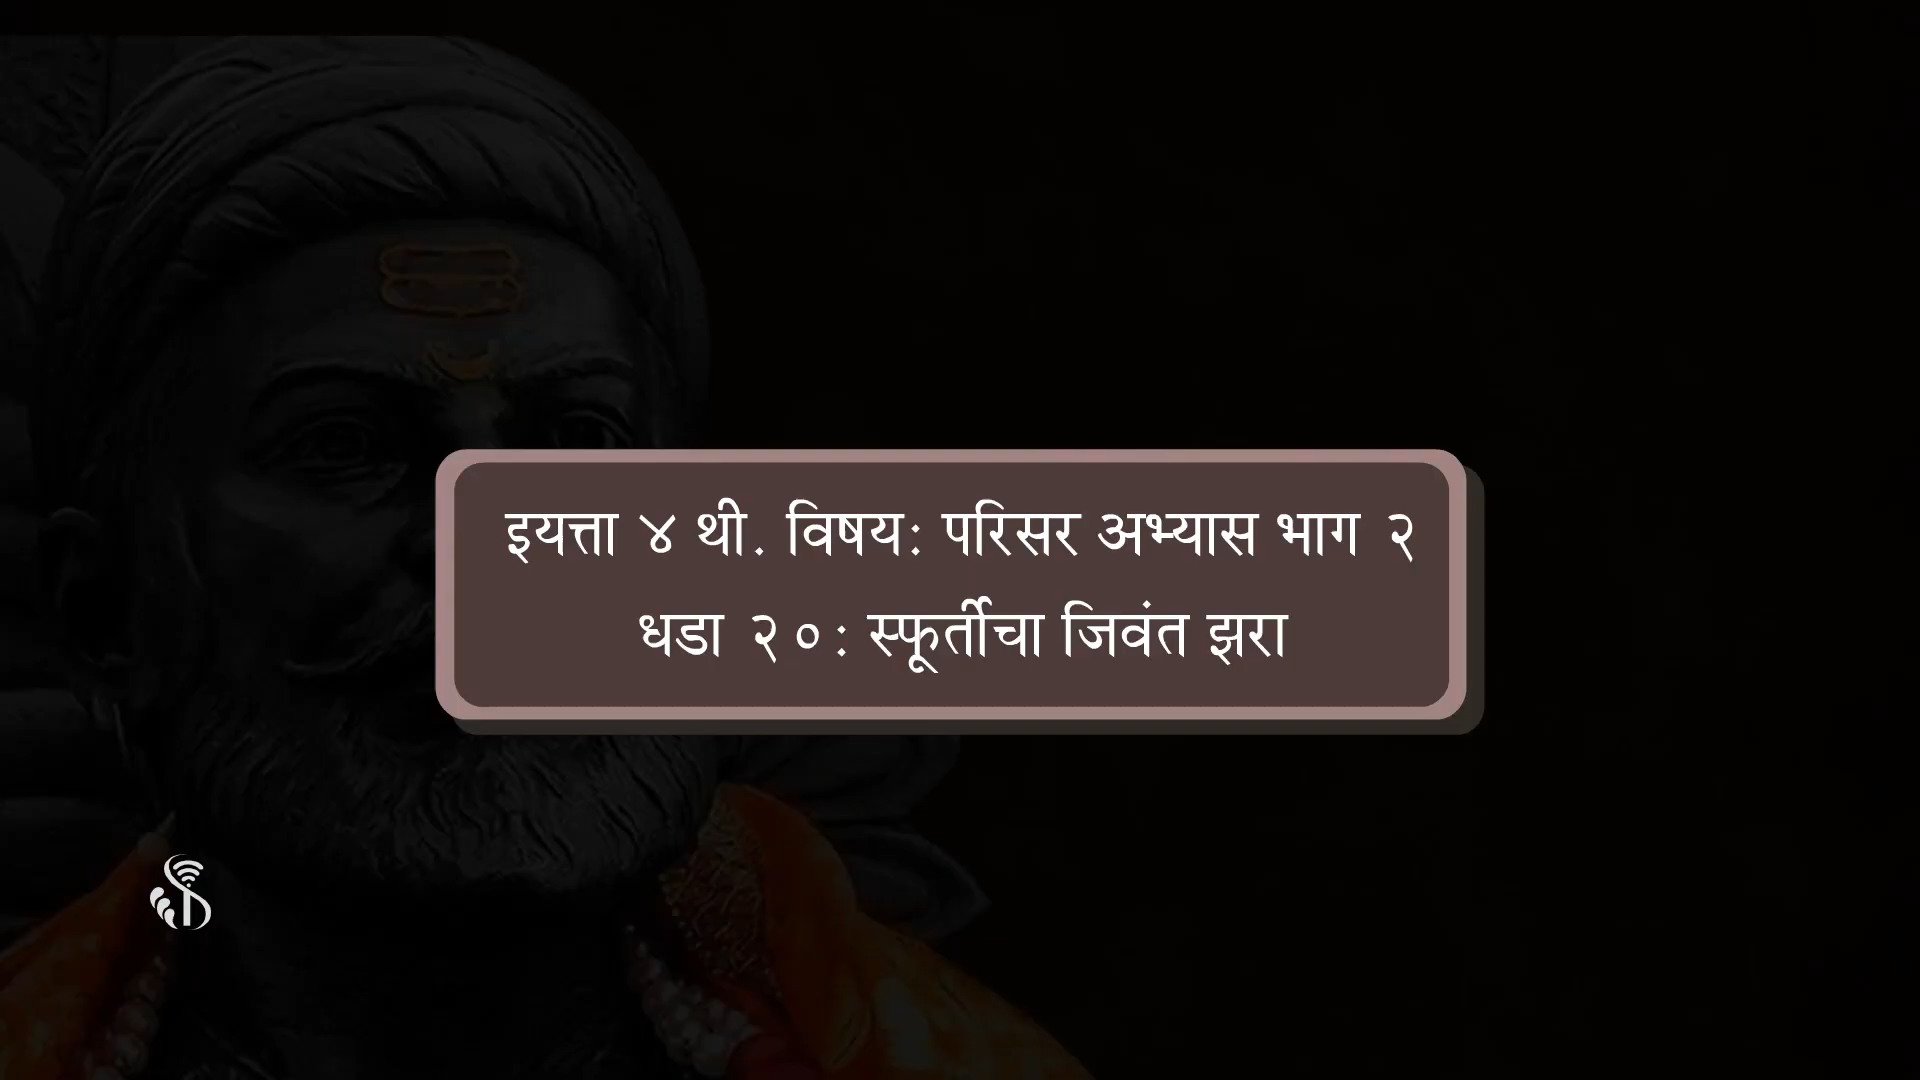 इयत्ता ४ थी. विषय: परिसर अभ्यास भाग २
धडा २०: स्फूर्तीचा जिवंत झरा